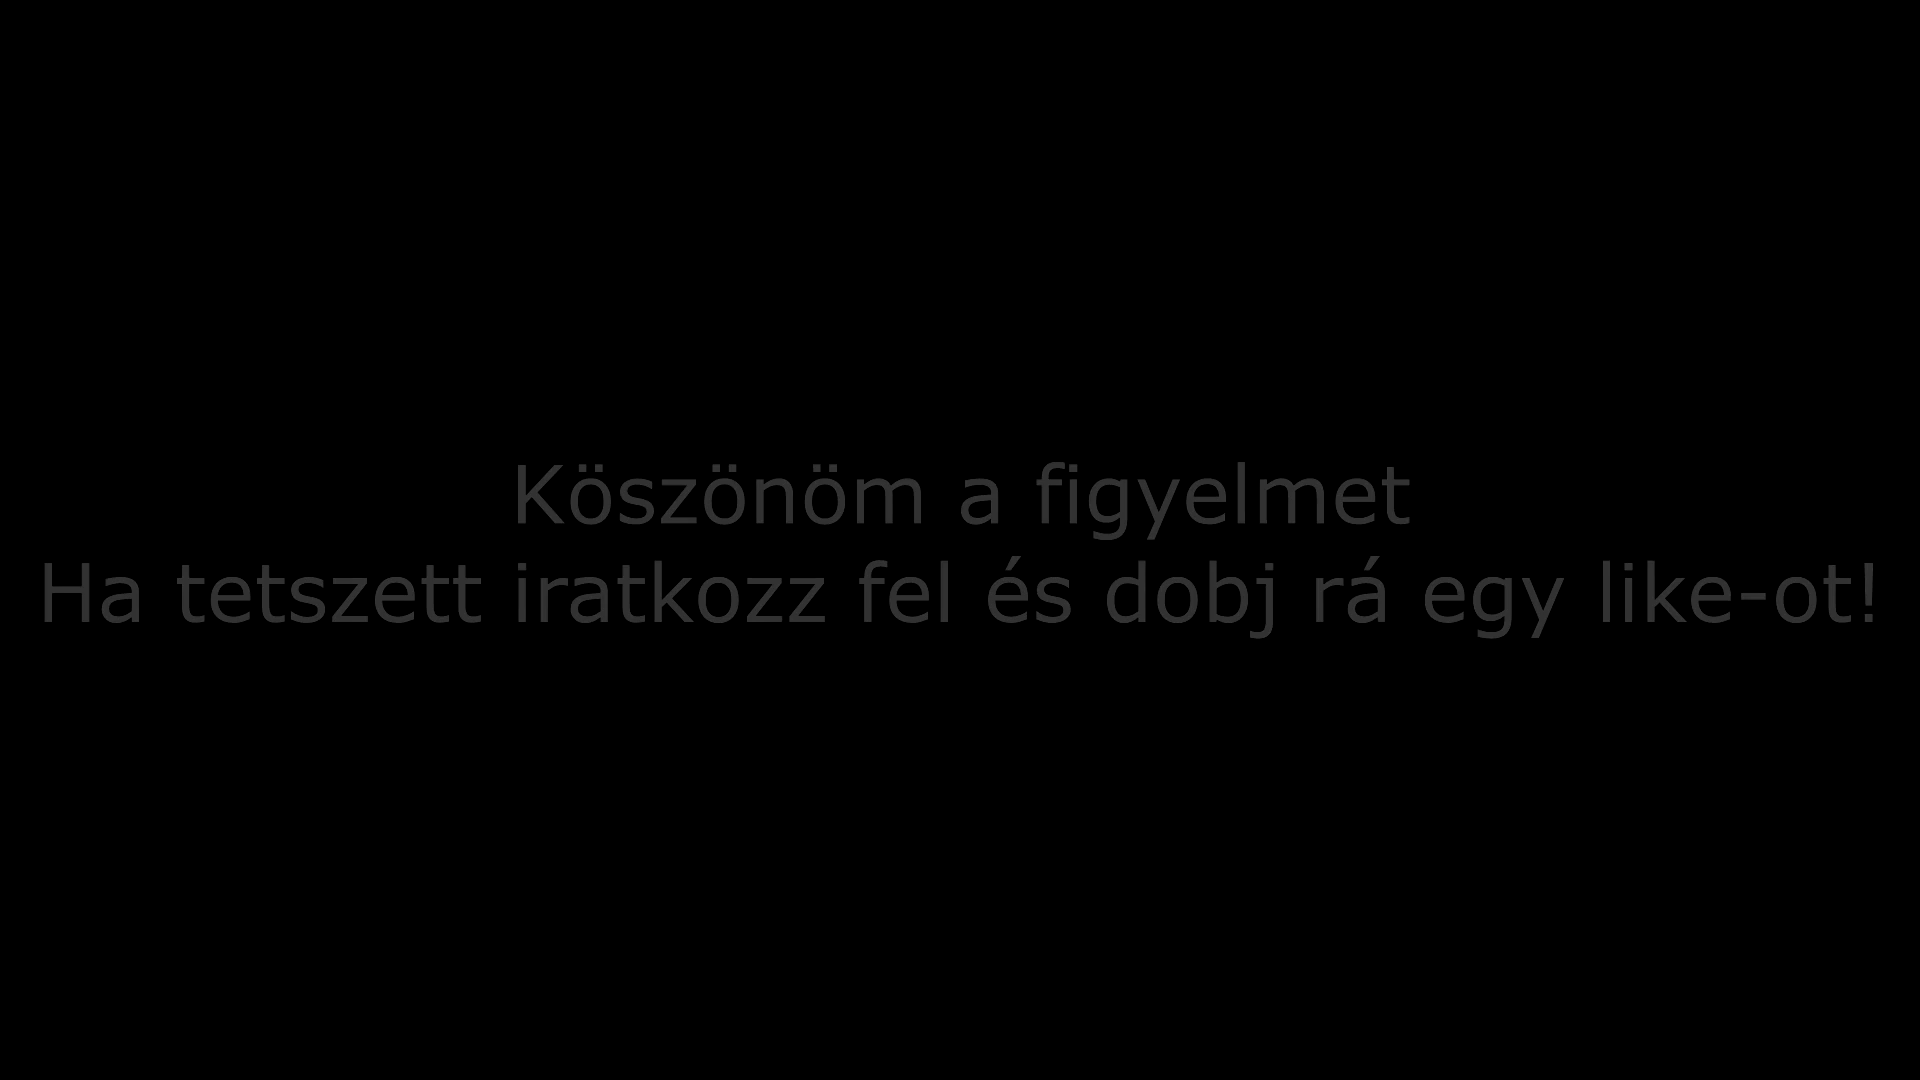 Köszönöm a figyelmet
Ha tetszett iratkozz fel és dobj rá egy like-ot!